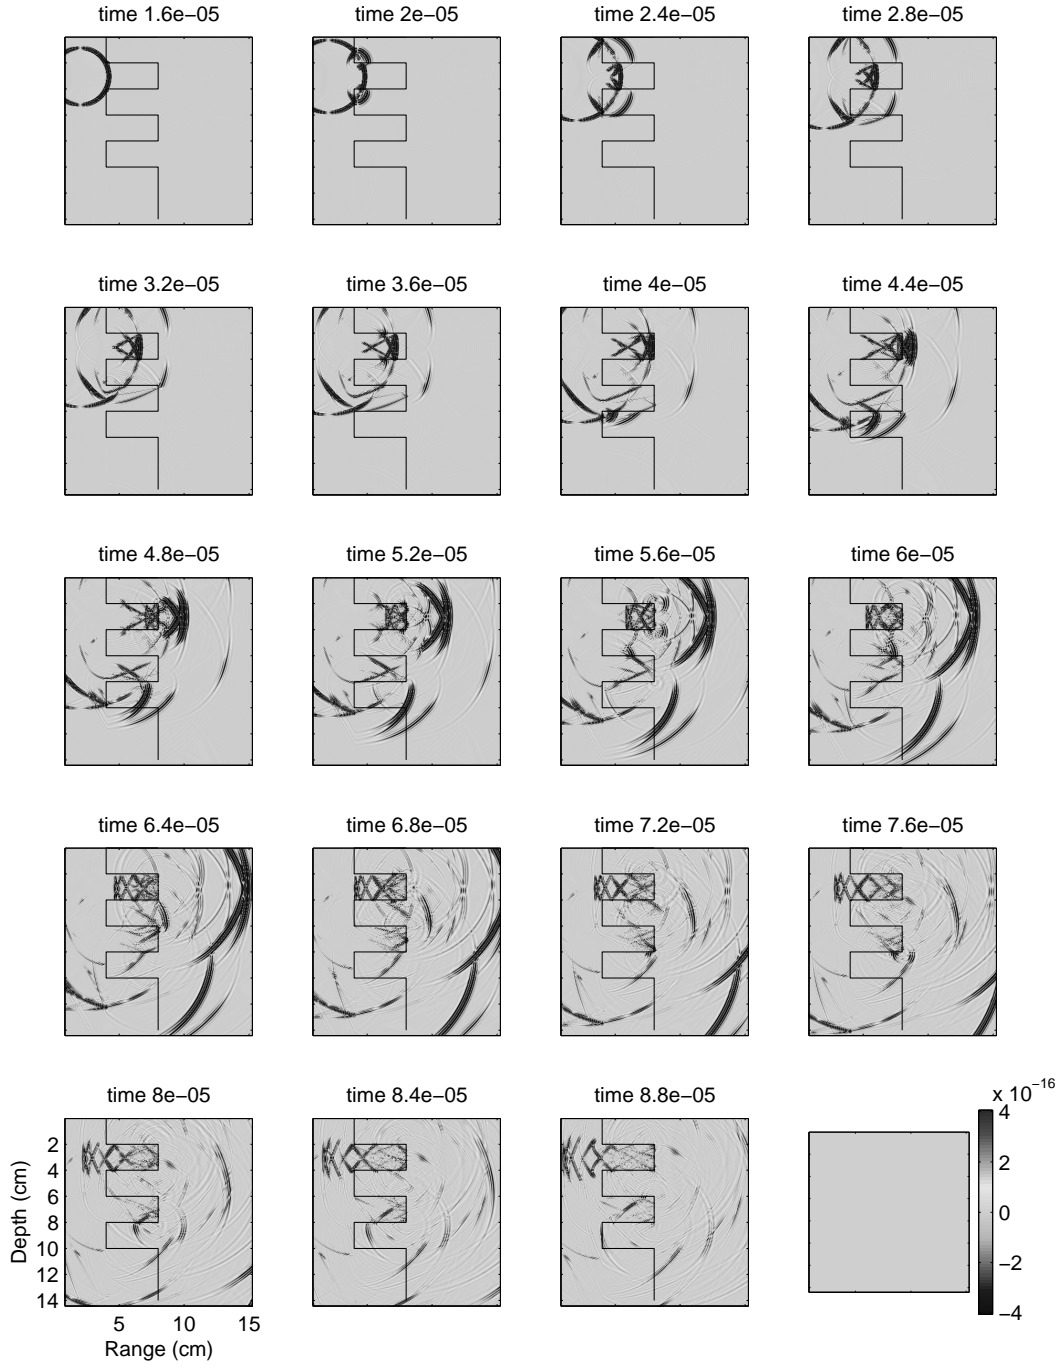 time 1.6e−05
time 2e−05
time 2.4e−05
time 2.8e−05
time 3.2e−05
time 3.6e−05
time 4e−05
time 4.4e−05
time 4.8e−05
time 5.2e−05
time 5.6e−05
time 6e−05
time 6.4e−05
time 6.8e−05
time 7.2e−05
time 7.6e−05
time 8e−05
time 8.4e−05
time 8.8e−05
x 10−16
4
2
0
−2
−4
2
4
6
8
10
12
14
Depth (cm)
5 10 15
Range (cm)